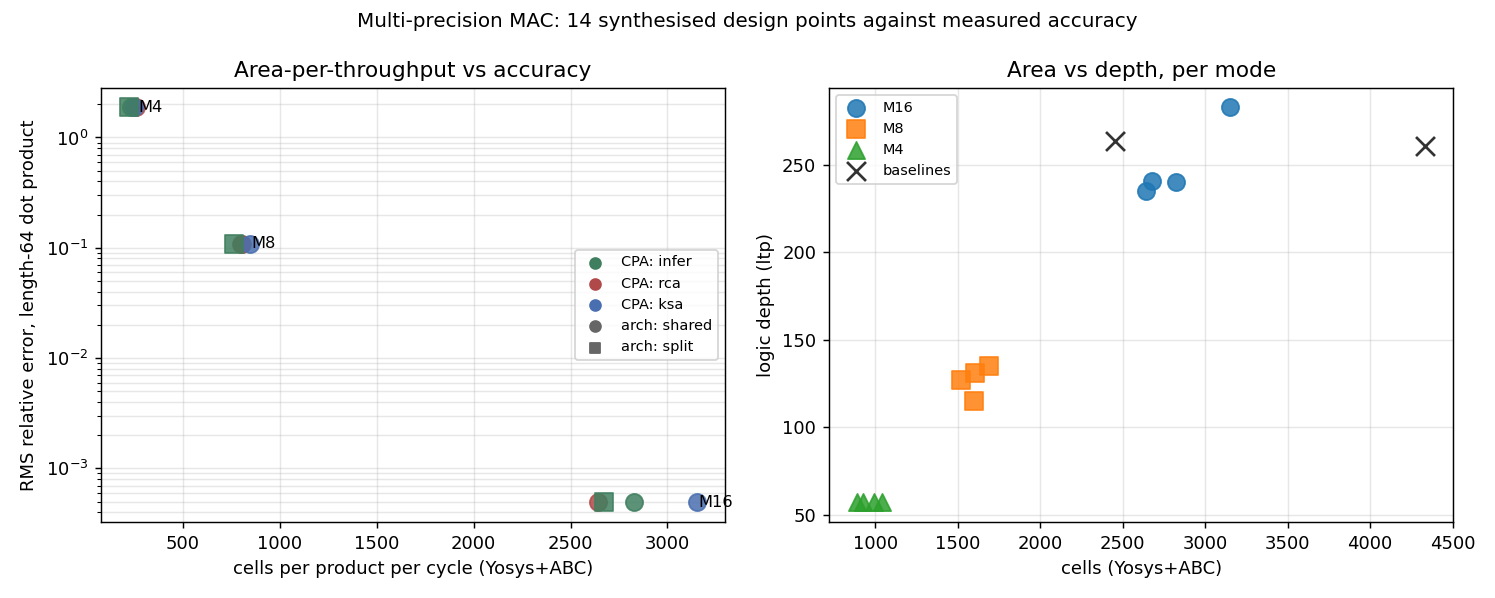 Multi-precision MAC: 14 synthesised design points against measured accuracy
Area-per-throughput vs accuracy
RMS relative error, length-64 dot product
10⁰
10⁻¹
10⁻²
10⁻³
M4
M8
M16
CPA: infer
CPA: rca
CPA: ksa
arch: shared
arch: split
500 1000 1500 2000 2500 3000
cells per product per cycle (Yosys+ABC)
Area vs depth, per mode
logic depth (ltp)
250
200
150
100
50
M16
M8
M4
baselines
1000 1500 2000 2500 3000 3500 4000 4500
cells (Yosys+ABC)